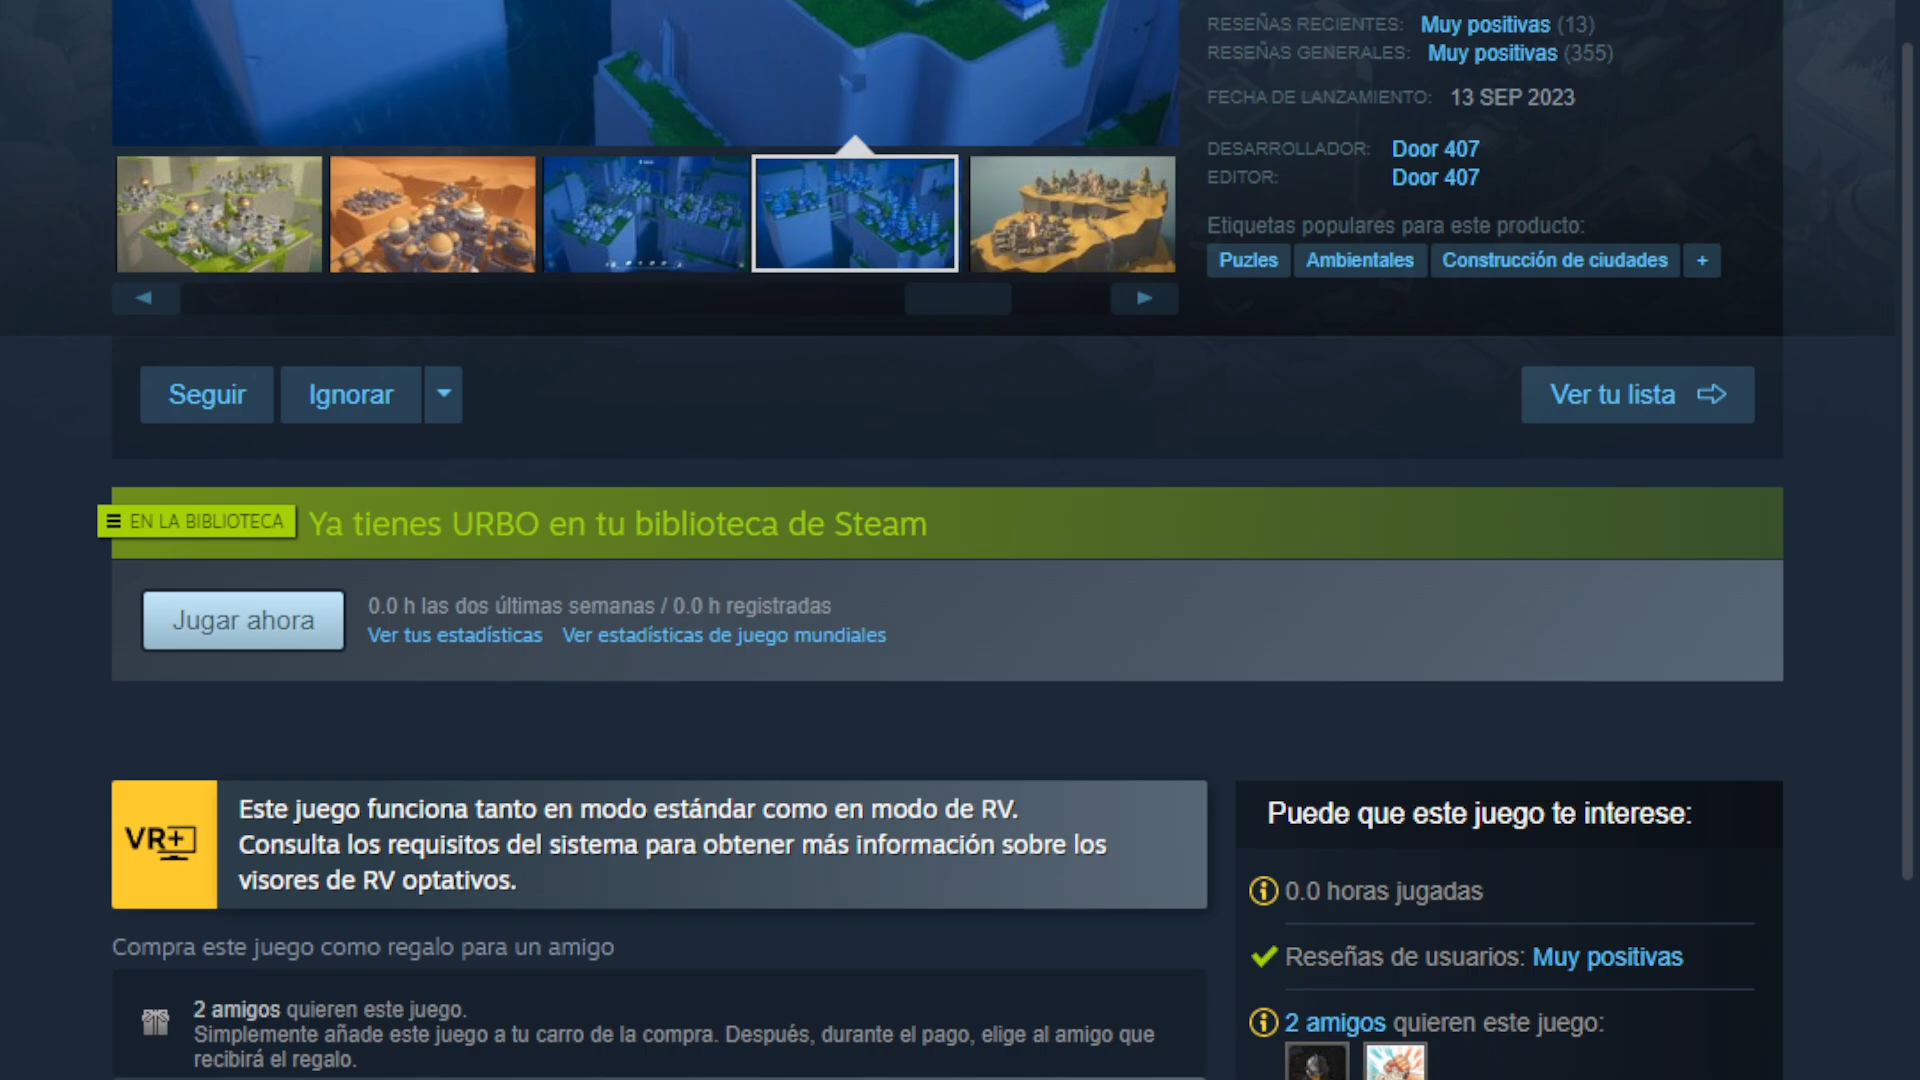 RESEÑAS RECIENTES: Muy positivas (13)
RESEÑAS GENERALES: Muy positivas (355)
FECHA DE LANZAMIENTO: 13 SEP 2023
DESARROLLADOR: Door 407
EDITOR: Door 407
Etiquetas populares para este producto:
Puzles Ambientales Construcción de ciudades +
Seguir Ignorar Ver tu lista
EN LA BIBLIOTECA Ya tienes URBO en tu biblioteca de Steam
Jugar ahora
0.0 h las dos últimas semanas / 0.0 h registradas
Ver tus estadísticas Ver estadísticas de juego mundiales
VR+
Este juego funciona tanto en modo estándar como en modo de RV.
Consulta los requisitos del sistema para obtener más información sobre los
visores de RV optativos.
Compra este juego como regalo para un amigo
2 amigos quieren este juego.
Simplemente añade este juego a tu carro de la compra. Después, durante el pago, elige al amigo que
recibirá el regalo.
Puede que este juego te interese:
0.0 horas jugadas
Reseñas de usuarios: Muy positivas
2 amigos quieren este juego: